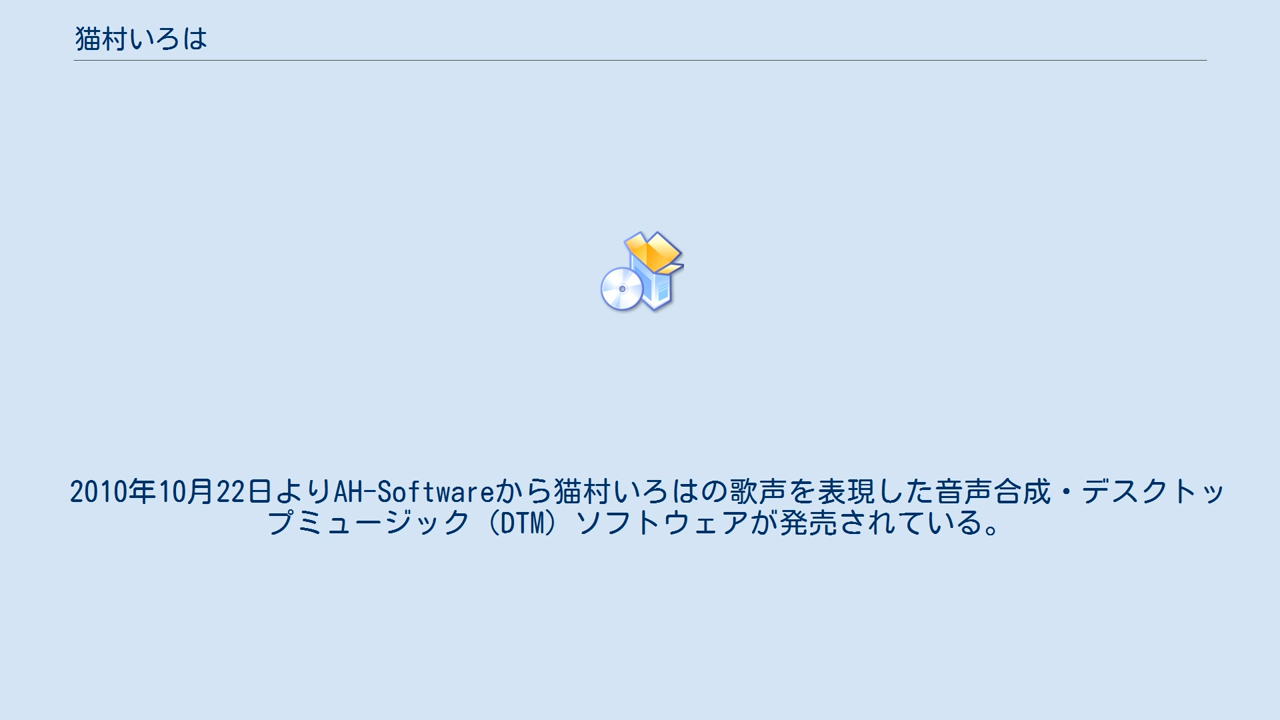 猫村いろは
2010年10月22日よりAH-Softwareから猫村いろはの歌声を表現した音声合成・デスクトッ
プミュージック（DTM）ソフトウェアが発売されている。